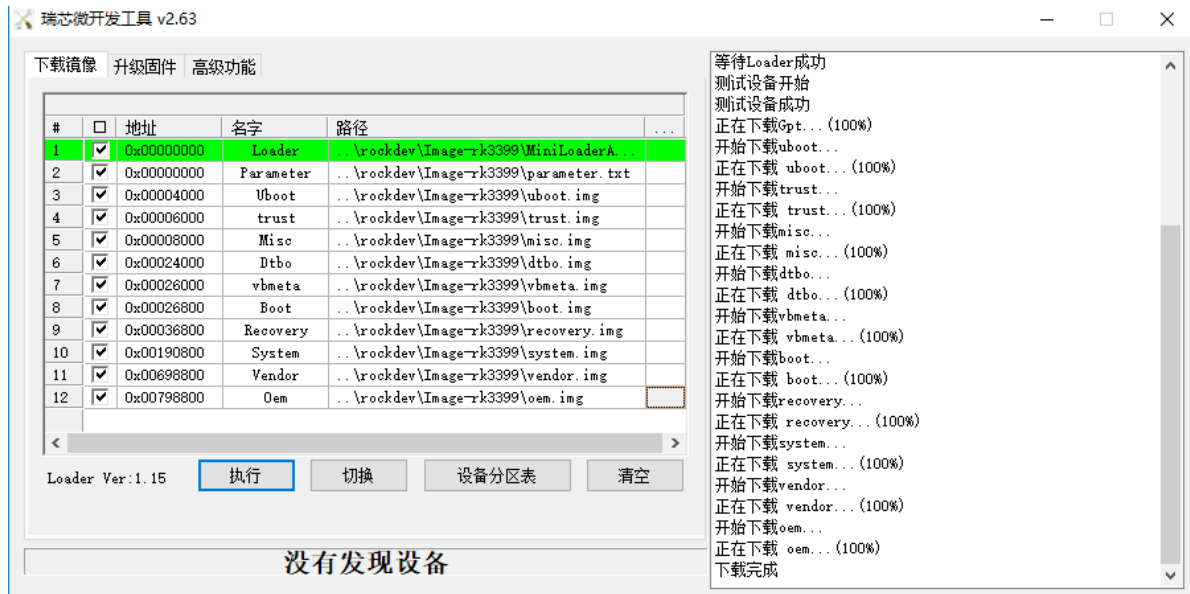 瑞芯微开发工具 v2.63
下载镜像 升级固件 高级功能
# 地址 名字 路径 ...
1 0x00000000 Loader ..\rockdev\Image-rk3399\MiniLoaderA...
2 0x00000000 Parameter ..\rockdev\Image-rk3399\parameter.txt
3 0x00004000 Uboot ..\rockdev\Image-rk3399\uboot.img
4 0x00006000 trust ..\rockdev\Image-rk3399\trust.img
5 0x00008000 Misc ..\rockdev\Image-rk3399\misc.img
6 0x00024000 Dtbo ..\rockdev\Image-rk3399\dtbo.img
7 0x00026000 vbmeta ..\rockdev\Image-rk3399\vbmeta.img
8 0x00026800 Boot ..\rockdev\Image-rk3399\boot.img
9 0x00036800 Recovery ..\rockdev\Image-rk3399\recovery.img
10 0x00190800 System ..\rockdev\Image-rk3399\system.img
11 0x00698800 Vendor ..\rockdev\Image-rk3399\vendor.img
12 0x00798800 Oem ..\rockdev\Image-rk3399\oem.img
Loader Ver:1.15 执行 切换 设备分区表 清空
没有发现设备
等待Loader成功
测试设备开始
测试设备成功
正在下载Gpt...(100%)
开始下载uboot...
正在下载 uboot...(100%)
开始下载trust...
正在下载 trust...(100%)
开始下载misc...
正在下载 misc...(100%)
开始下载dtbo...
正在下载 dtbo...(100%)
开始下载vbmeta...
正在下载 vbmeta...(100%)
开始下载boot...
正在下载 boot...(100%)
开始下载recovery...
正在下载 recovery...(100%)
开始下载system...
正在下载 system...(100%)
开始下载vendor...
正在下载 vendor...(100%)
开始下载oem...
正在下载 oem...(100%)
下载完成